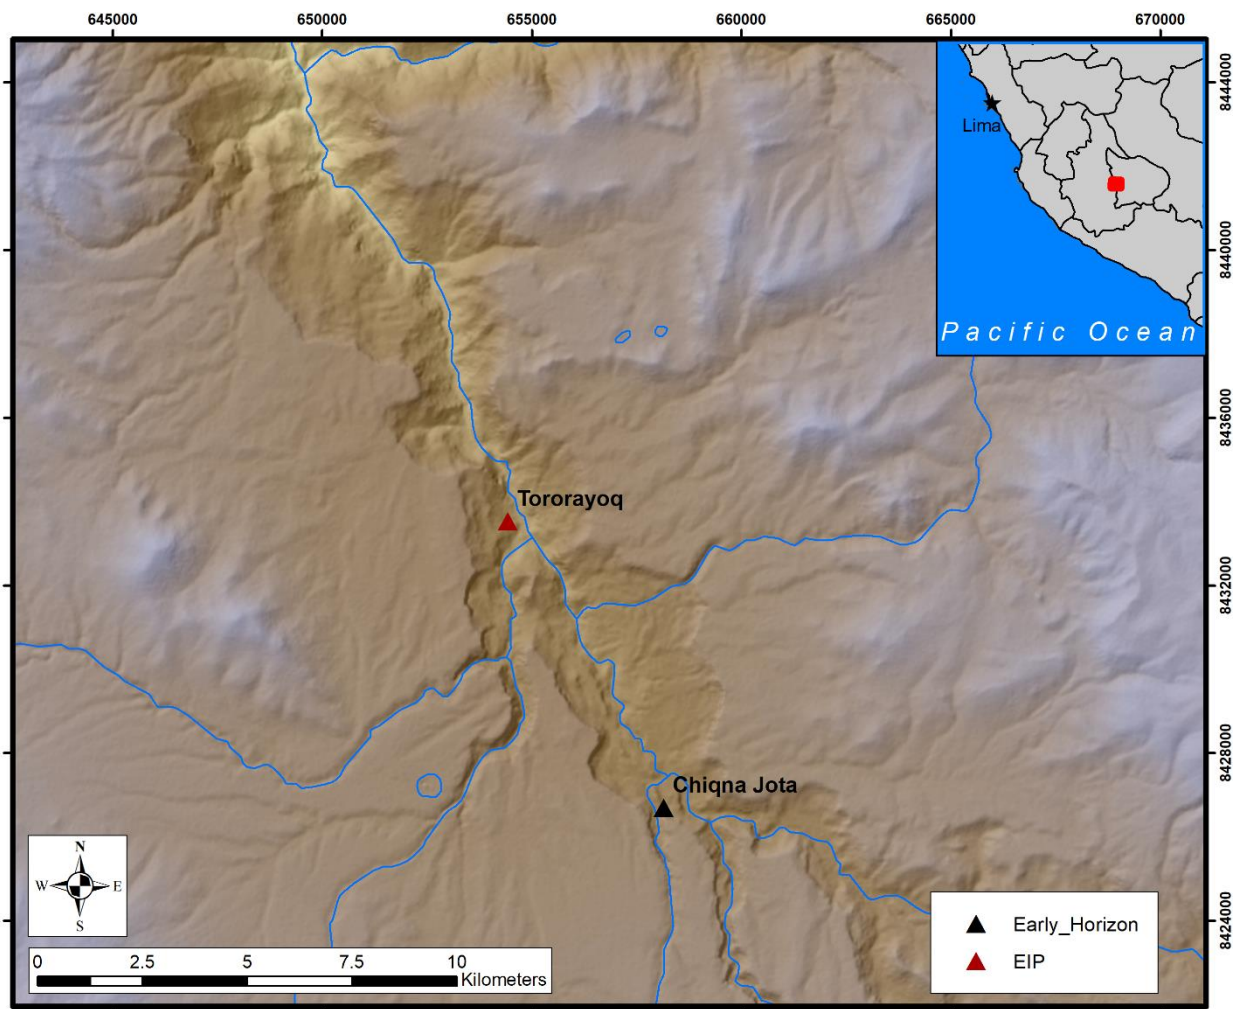 645000
650000
655000
660000
665000
670000
8444000
Lima
8440000
Pacific Ocean
8436000
Tororayoq
8432000
8428000
Chiqna Jota
N
W
E
S
8424000
Early_Horizon
EIP
0
2.5
5
7.5
10
Kilometers